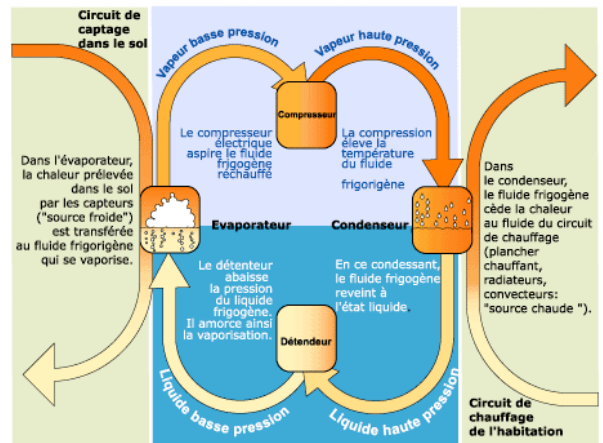 Circuit de
captage
dans le sol
Vapeur basse pression
Vapeur haute pression
Compresseur
Le compresseur
électrique
aspire le fluide
frigogène
réchauffé
La compression
élève la
température
du fluide
frigorigène
Dans l'évaporateur,
la chaleur prélevée
dans le sol
par les capteurs
("source froide")
est transférée
au fluide frigorigène
qui se vaporise.
Evaporateur
Condenseur
Dans
le condenseur,
le fluide frigogène
cède la chaleur
au fluide du circuit
de chauffage
(plancher
chauffant,
radiateurs,
convecteurs:
"source chaude ").
Le détenteur
abaisse
la pression
du liquide
frigogène.
Il amorce ainsi
la vaporisation.
En ce condessant,
le fluide frigogène
reveint à
l'état liquide.
Détendeur
Liquide basse pression
Liquide haute pression
Circuit de
chauffage
de l'habitation